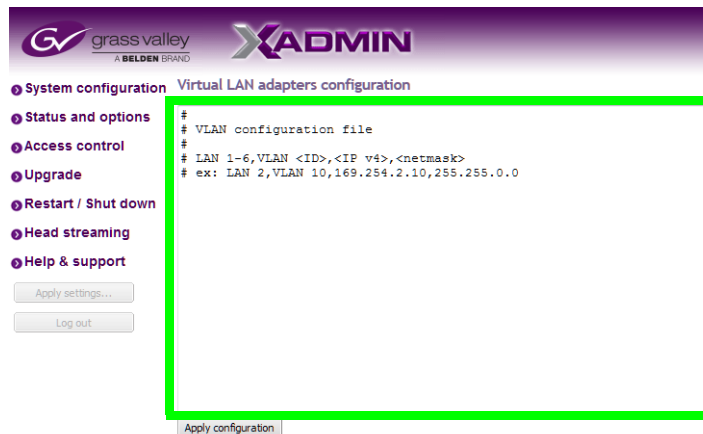 grass valley
A BELDEN BRAND
XADMIN
System configuration
Status and options
Access control
Upgrade
Restart / Shut down
Head streaming
Help & support
Apply settings...
Log out
Virtual LAN adapters configuration
#
# VLAN configuration file
#
# LAN 1-6,VLAN <ID>,<IP v4>,<netmask>
# ex: LAN 2,VLAN 10,169.254.2.10,255.255.0.0
Apply configuration